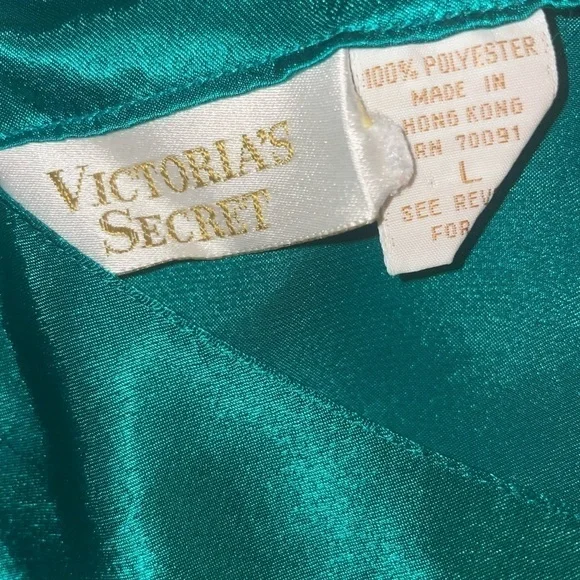 VICTORIA'S
SECRET
100% POLYESTER
MADE IN
HONG KONG
RN 70091
L
SEE REV
FOR